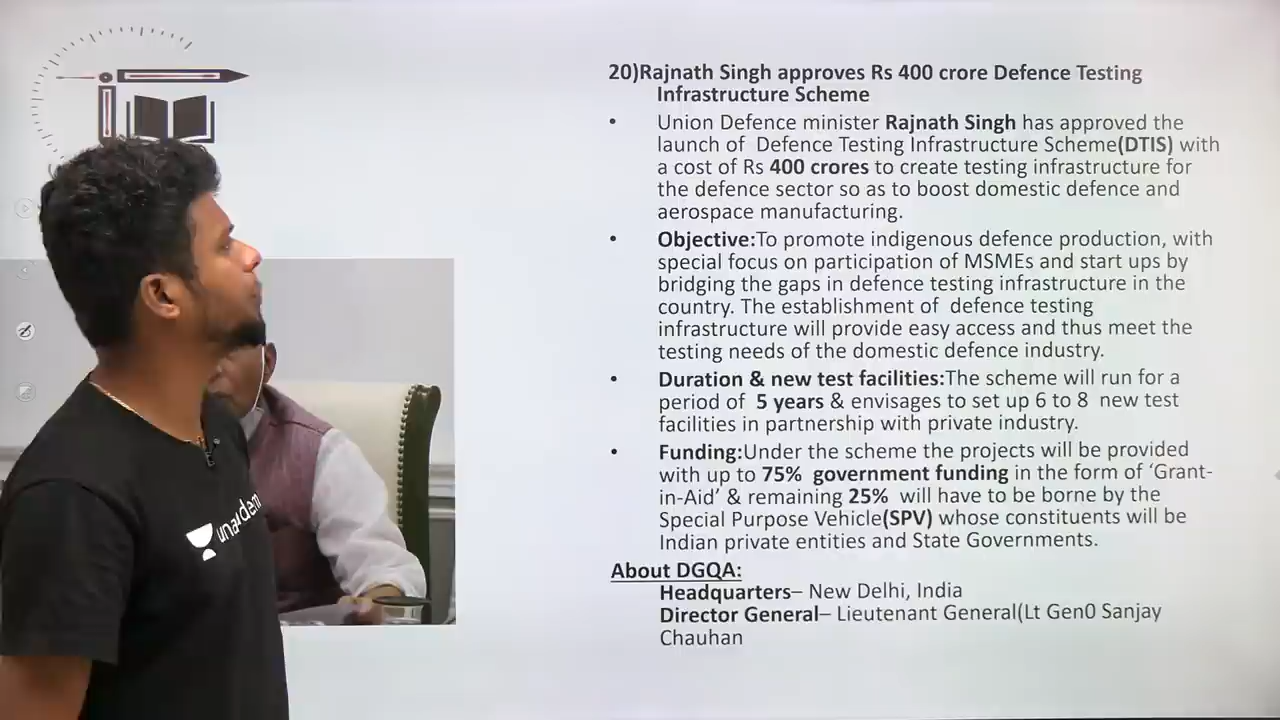 20)Rajnath Singh approves Rs 400 crore Defence Testing
Infrastructure Scheme
• Union Defence minister Rajnath Singh has approved the
launch of Defence Testing Infrastructure Scheme(DTIS) with
a cost of Rs 400 crores to create testing infrastructure for
the defence sector so as to boost domestic defence and
aerospace manufacturing.
• Objective:To promote indigenous defence production, with
special focus on participation of MSMEs and start ups by
bridging the gaps in defence testing infrastructure in the
country. The establishment of defence testing
infrastructure will provide easy access and thus meet the
testing needs of the domestic defence industry.
• Duration & new test facilities:The scheme will run for a
period of 5 years & envisages to set up 6 to 8 new test
facilities in partnership with private industry.
• Funding:Under the scheme the projects will be provided
with up to 75% government funding in the form of ‘Grant-
in-Aid’ & remaining 25% will have to be borne by the
Special Purpose Vehicle(SPV) whose constituents will be
Indian private entities and State Governments.
About DGQA:
Headquarters– New Delhi, India
Director General– Lieutenant General(Lt Gen0 Sanjay
Chauhan